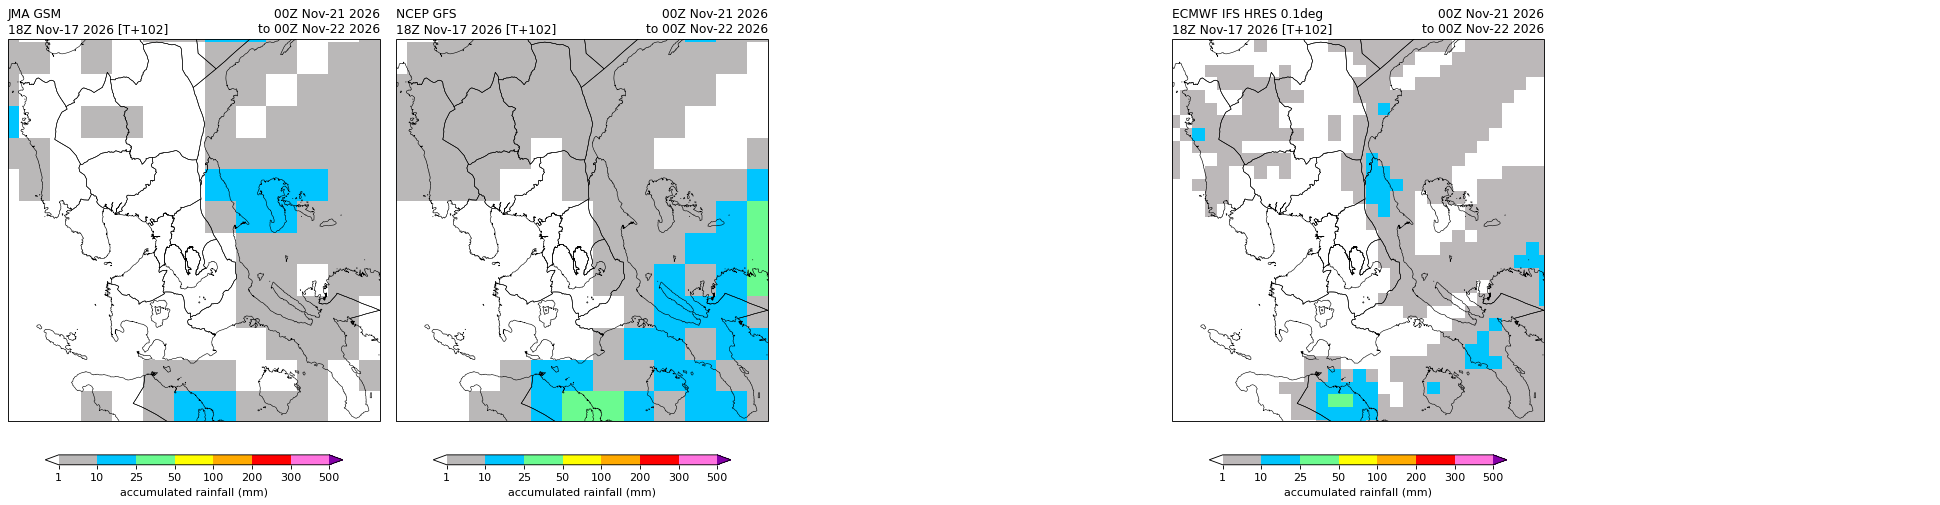 JMA GSM
00Z Nov-21 2026
18Z Nov-17 2026 [T+102]
to 00Z Nov-22 2026
NCEP GFS
00Z Nov-21 2026
18Z Nov-17 2026 [T+102]
to 00Z Nov-22 2026
ECMWF IFS HRES 0.1deg
00Z Nov-21 2026
18Z Nov-17 2026 [T+102]
to 00Z Nov-22 2026
1 10 25 50 100 200 300 500
accumulated rainfall (mm)
1 10 25 50 100 200 300 500
accumulated rainfall (mm)
1 10 25 50 100 200 300 500
accumulated rainfall (mm)